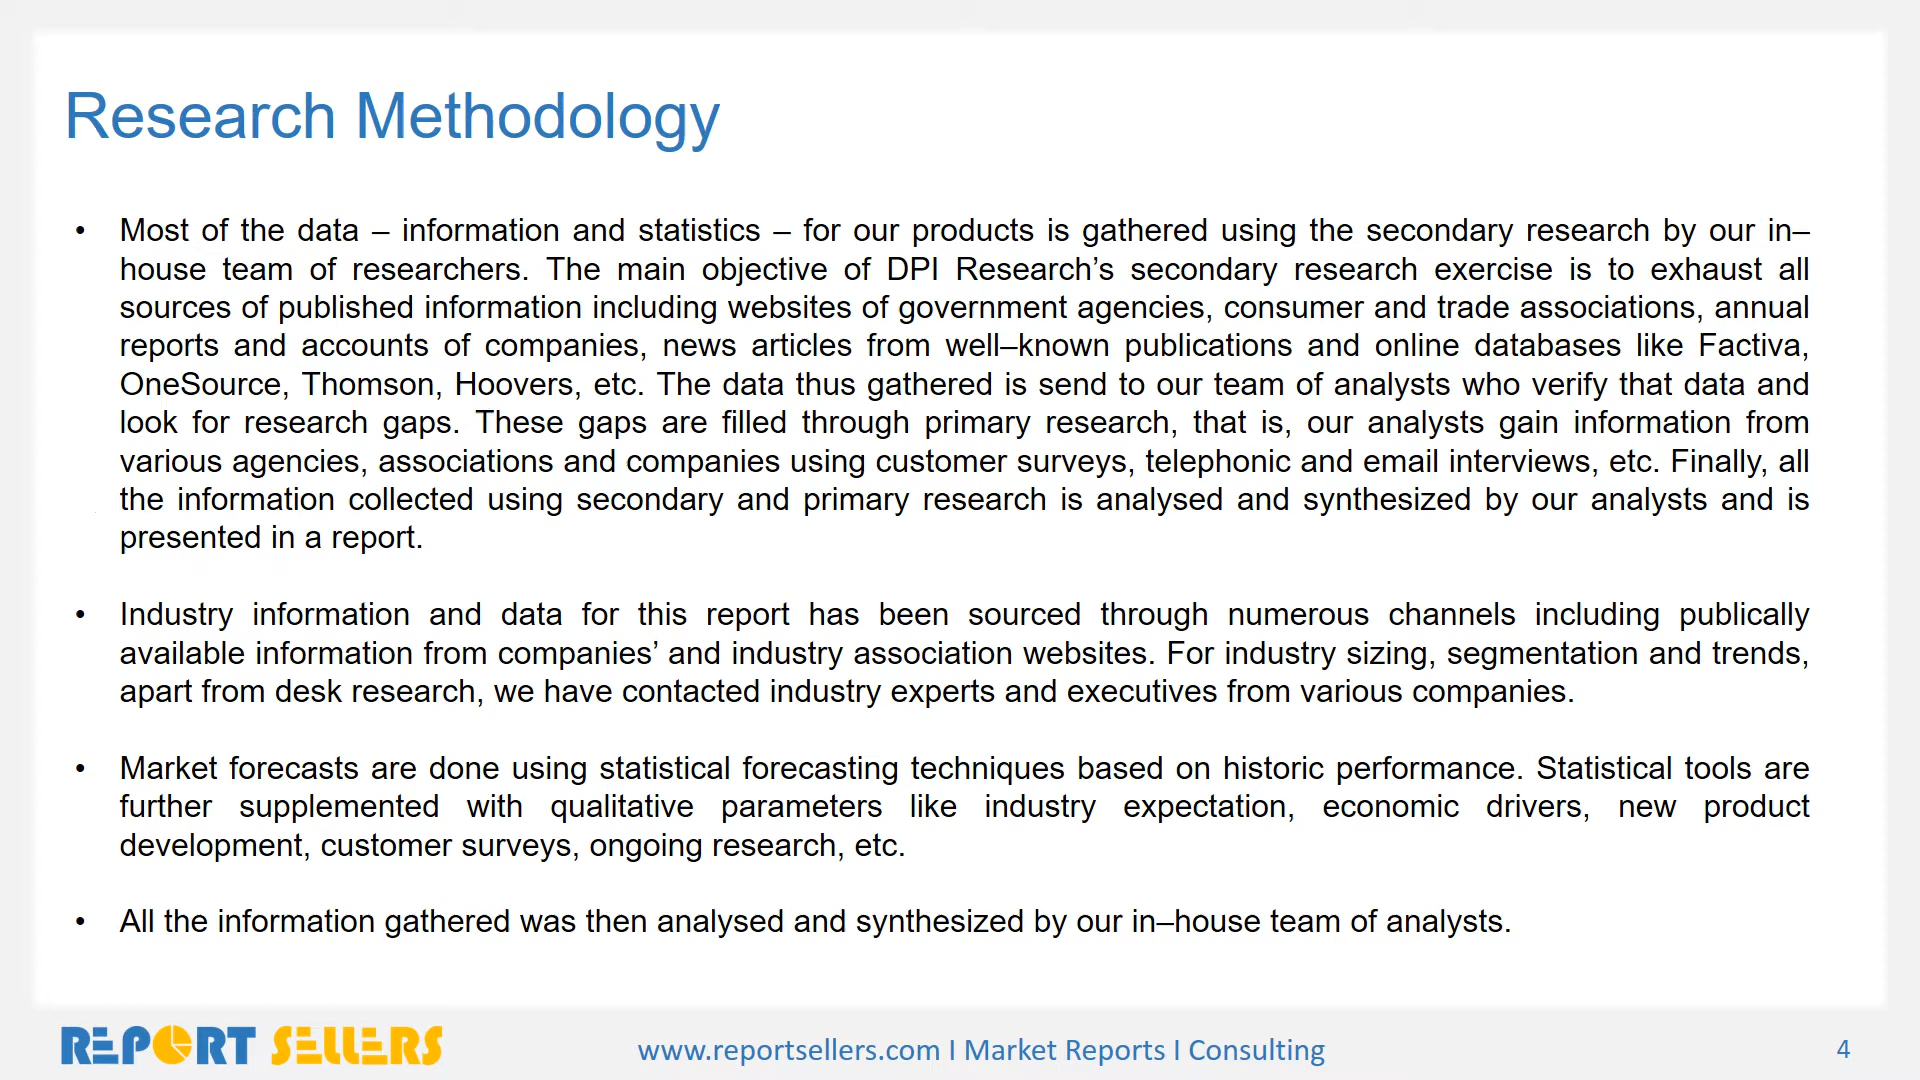 Research Methodology
• Most of the data – information and statistics – for our products is gathered using the secondary research by our in–
house team of researchers. The main objective of DPI Research’s secondary research exercise is to exhaust all
sources of published information including websites of government agencies, consumer and trade associations, annual
reports and accounts of companies, news articles from well–known publications and online databases like Factiva,
OneSource, Thomson, Hoovers, etc. The data thus gathered is send to our team of analysts who verify that data and
look for research gaps. These gaps are filled through primary research, that is, our analysts gain information from
various agencies, associations and companies using customer surveys, telephonic and email interviews, etc. Finally, all
the information collected using secondary and primary research is analysed and synthesized by our analysts and is
presented in a report.
• Industry information and data for this report has been sourced through numerous channels including publically
available information from companies’ and industry association websites. For industry sizing, segmentation and trends,
apart from desk research, we have contacted industry experts and executives from various companies.
• Market forecasts are done using statistical forecasting techniques based on historic performance. Statistical tools are
further supplemented with qualitative parameters like industry expectation, economic drivers, new product
development, customer surveys, ongoing research, etc.
• All the information gathered was then analysed and synthesized by our in–house team of analysts.
REPORT SELLERS
www.reportsellers.com I Market Reports I Consulting
4